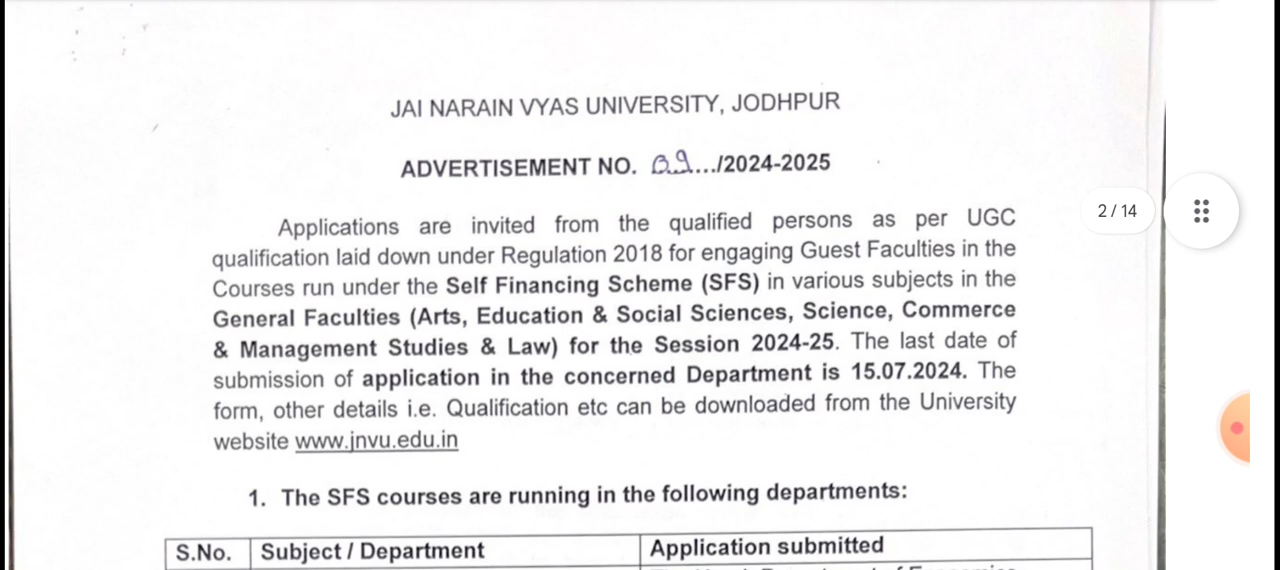 JAI NARAIN VYAS UNIVERSITY, JODHPUR
ADVERTISEMENT NO. 09.../2024-2025
Applications are invited from the qualified persons as per UGC
qualification laid down under Regulation 2018 for engaging Guest Faculties in the
Courses run under the Self Financing Scheme (SFS) in various subjects in the
General Faculties (Arts, Education & Social Sciences, Science, Commerce
& Management Studies & Law) for the Session 2024-25. The last date of
submission of application in the concerned Department is 15.07.2024. The
form, other details i.e. Qualification etc can be downloaded from the University
website www.jnvu.edu.in
2 / 14
1. The SFS courses are running in the following departments:
S.No. Subject / Department Application submitted